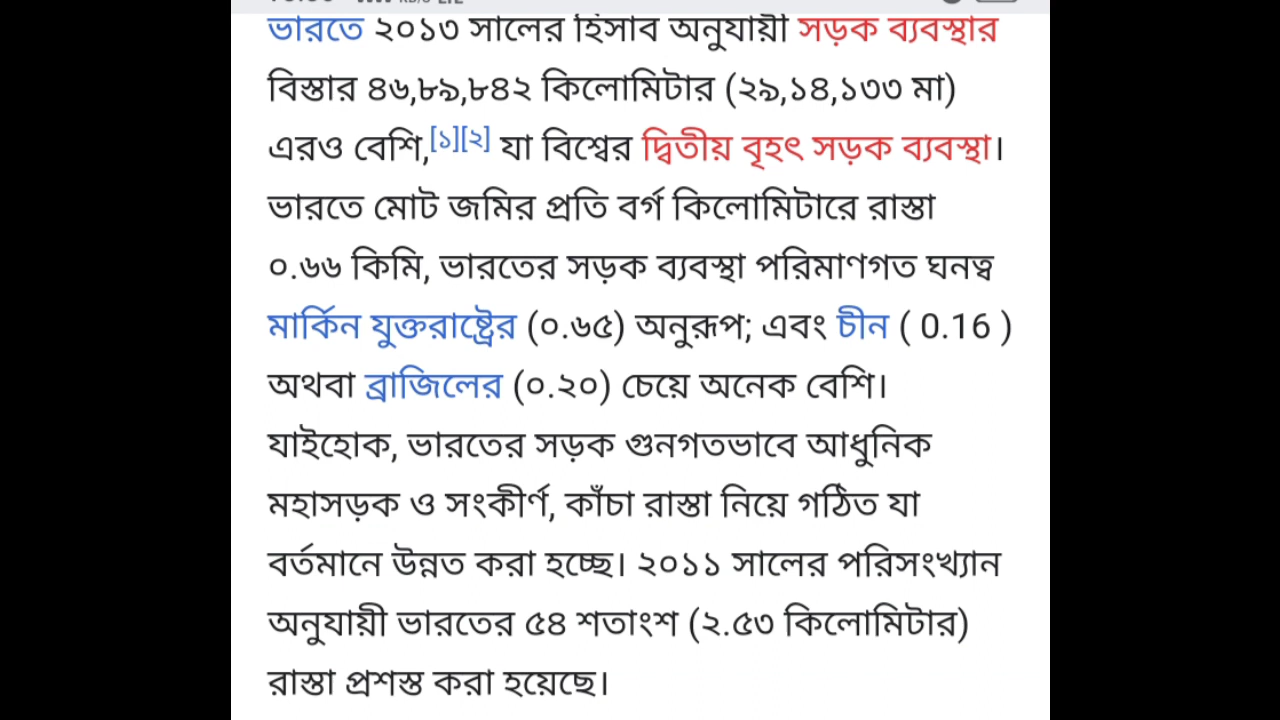 ভারতে ২০১৩ সালের হিসাব অনুযায়ী সড়ক ব্যবস্থার
বিস্তার ৪৬,৮৯,৮৪২ কিলোমিটার (২৯,১৪,১৩৩ মা)
এরও বেশি,[১][২] যা বিশ্বের দ্বিতীয় বৃহৎ সড়ক ব্যবস্থা।
ভারতে মোট জমির প্রতি বর্গ কিলোমিটারে রাস্তা
০.৬৬ কিমি, ভারতের সড়ক ব্যবস্থা পরিমাণগত ঘনত্ব
মার্কিন যুক্তরাষ্ট্রের (০.৬৫) অনুরূপ; এবং চীন ( 0.16 )
অথবা ব্রাজিলের (০.২০) চেয়ে অনেক বেশি।
যাইহোক, ভারতের সড়ক গুনগতভাবে আধুনিক
মহাসড়ক ও সংকীর্ণ, কাঁচা রাস্তা নিয়ে গঠিত যা
বর্তমানে উন্নত করা হচ্ছে। ২০১১ সালের পরিসংখ্যান
অনুযায়ী ভারতের ৫৪ শতাংশ (২.৫৩ কিলোমিটার)
রাস্তা প্রশস্ত করা হয়েছে।